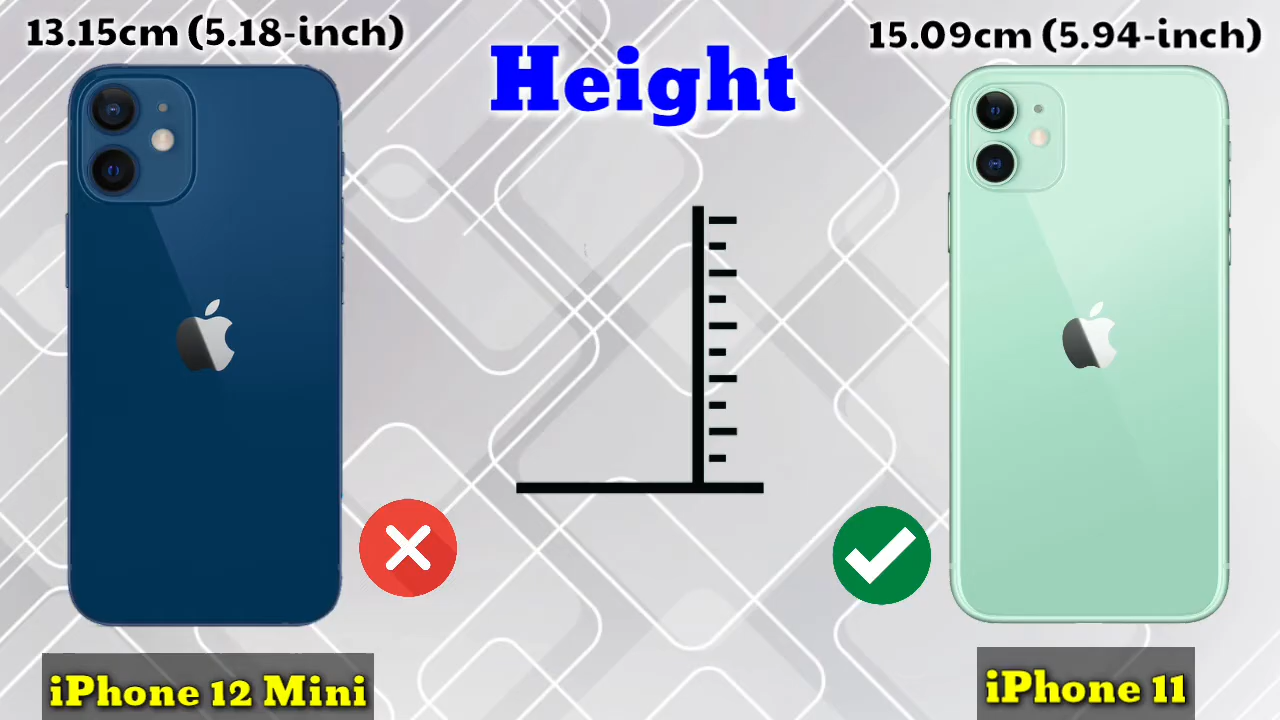 13.15cm (5.18-inch)
Height
15.09cm (5.94-inch)
iPhone 12 Mini
iPhone 11